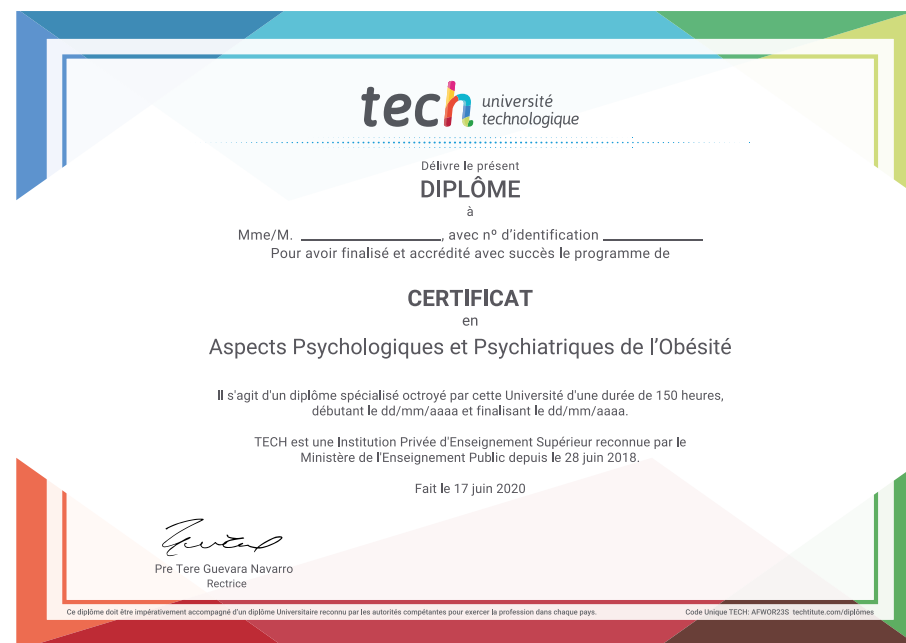 tech université
technologique
Délivre le présent
DIPLÔME
à
Mme/M. ____________________, avec nº d'identification ______________
Pour avoir finalisé et accrédité avec succès le programme de
CERTIFICAT
en
Aspects Psychologiques et Psychiatriques de l'Obésité
Il s'agit d'un diplôme spécialisé octroyé par cette Université d'une durée de 150 heures,
débutant le dd/mm/aaaa et finalisant le dd/mm/aaaa.
TECH est une Institution Privée d'Enseignement Supérieur reconnue par le
Ministère de l'Enseignement Public depuis le 28 juin 2018.
Fait le 17 juin 2020
Pre Tere Guevara Navarro
Rectrice
Ce diplôme doit être impérativement accompagné d'un diplôme Universitaire reconnu par les autorités compétantes pour exercer la profession dans chaque pays.
Code Unique TECH: AFWOR23S techtitute.com/diplômes